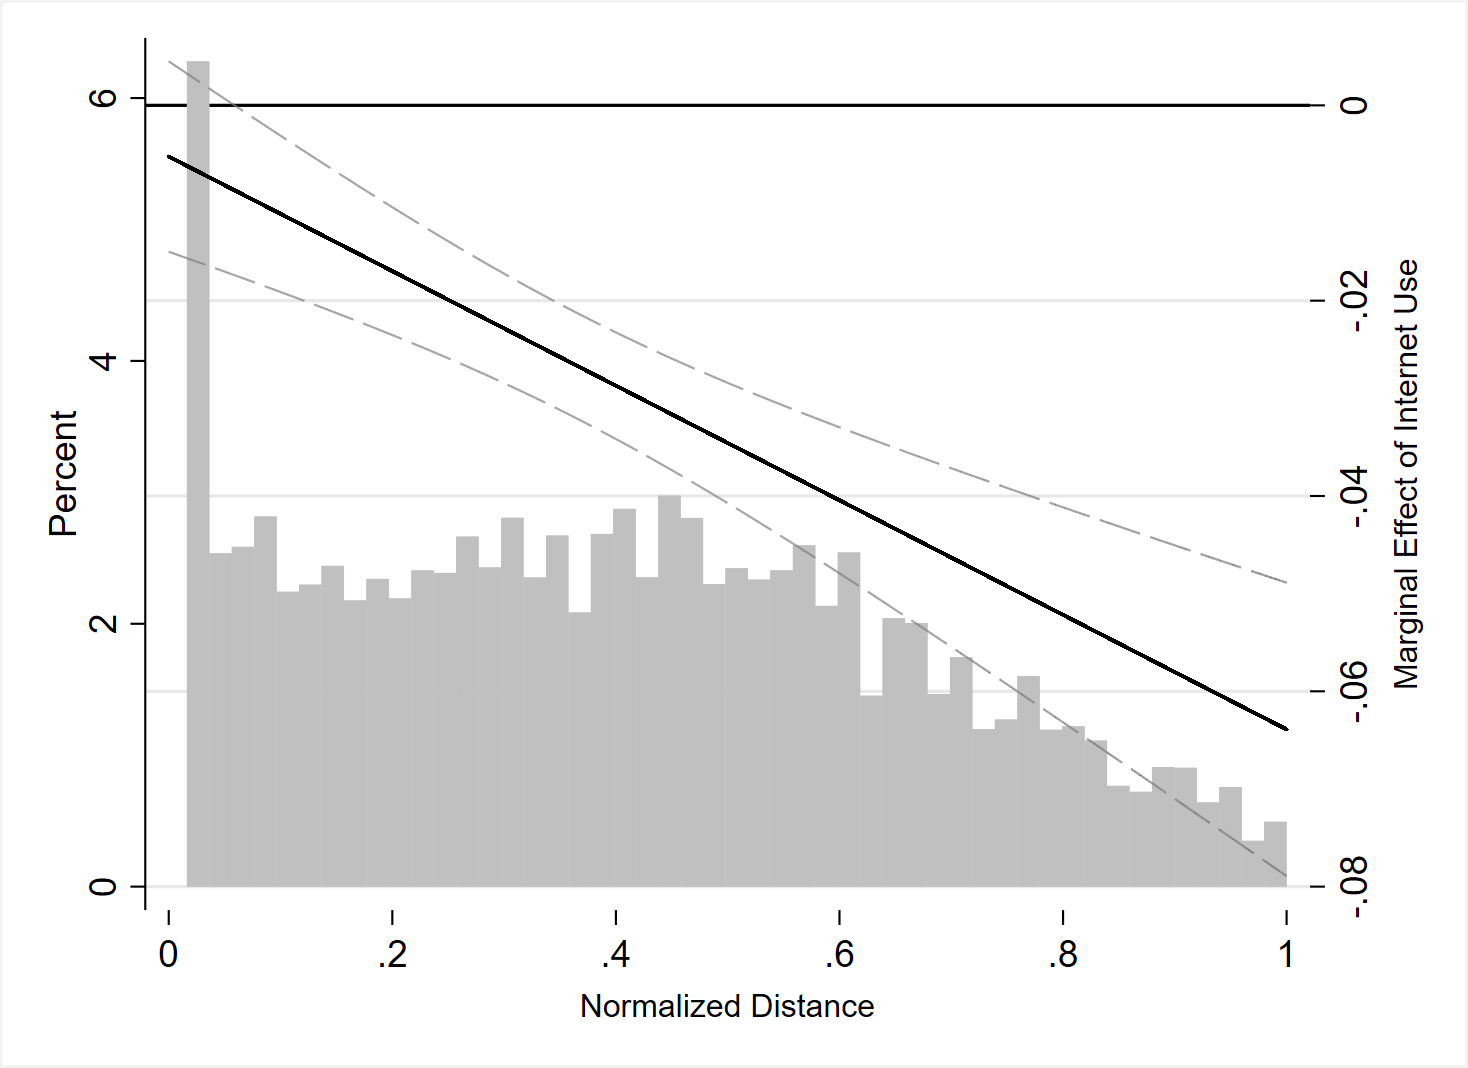 Percent
6
4
2
0
0
-.02
-.04
-.06
-.08
Marginal Effect of Internet Use
0 .2 .4 .6 .8 1
Normalized Distance